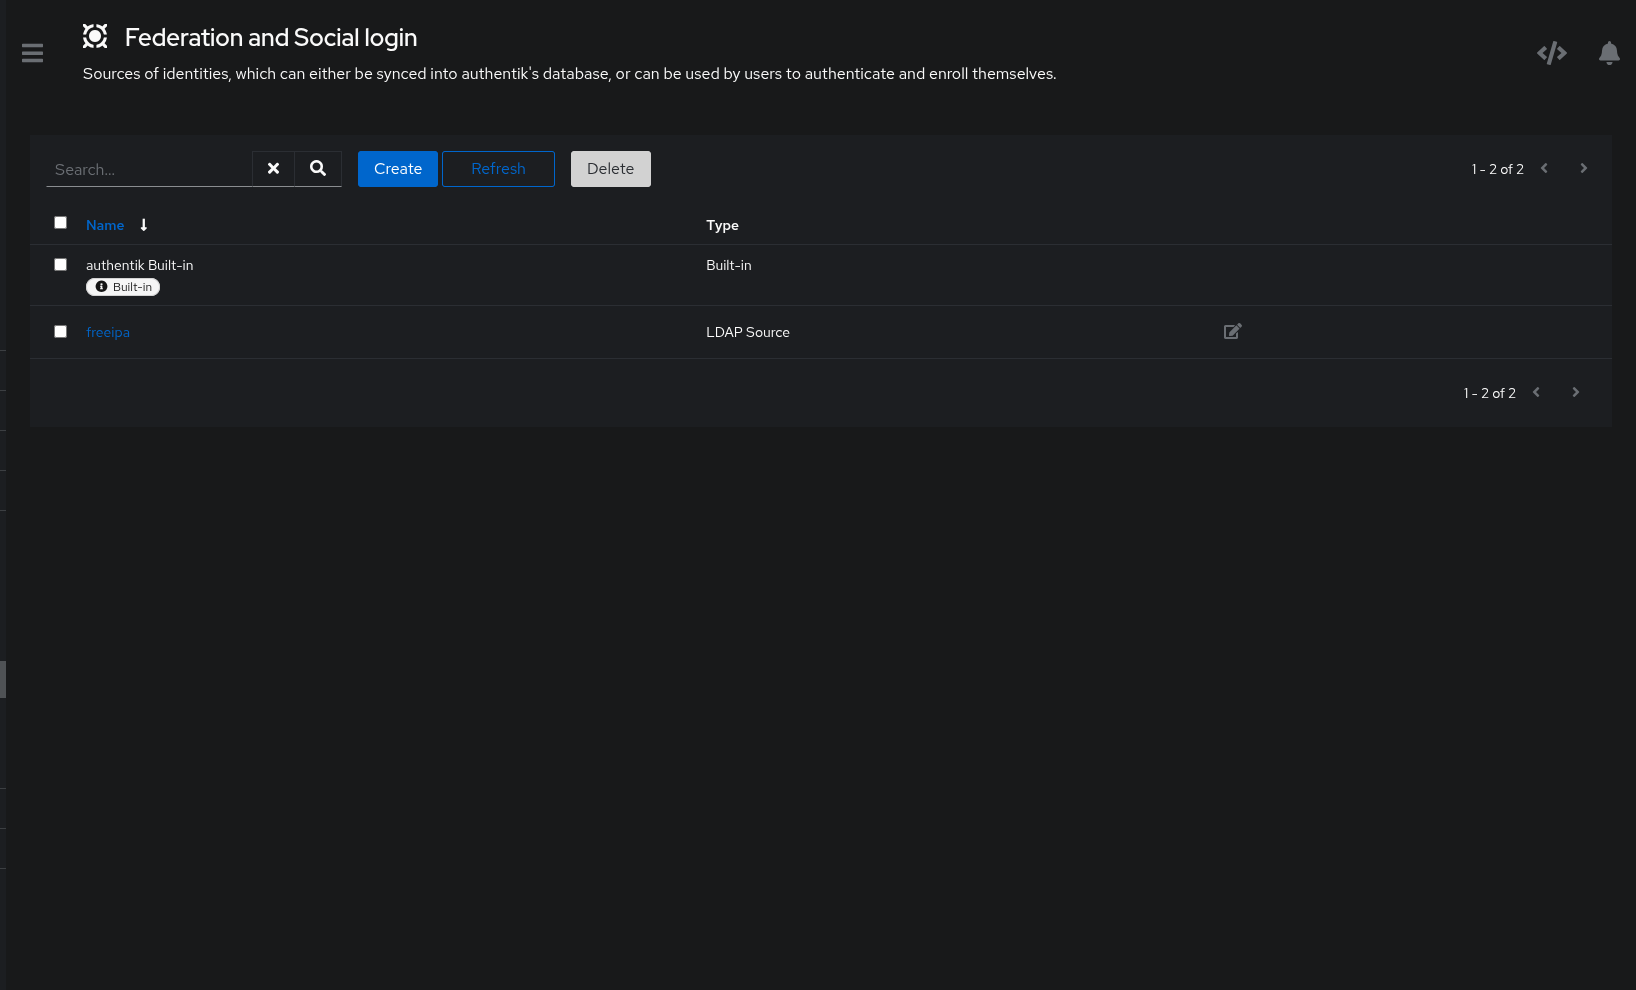 Federation and Social login
Sources of identities, which can either be synced into authentik's database, or can be used by users to authenticate and enroll themselves.
Search...
Create
Refresh
Delete
1 - 2 of 2
Name
Type
authentik Built-in
Built-in
Built-in
freeipa
LDAP Source
1 - 2 of 2